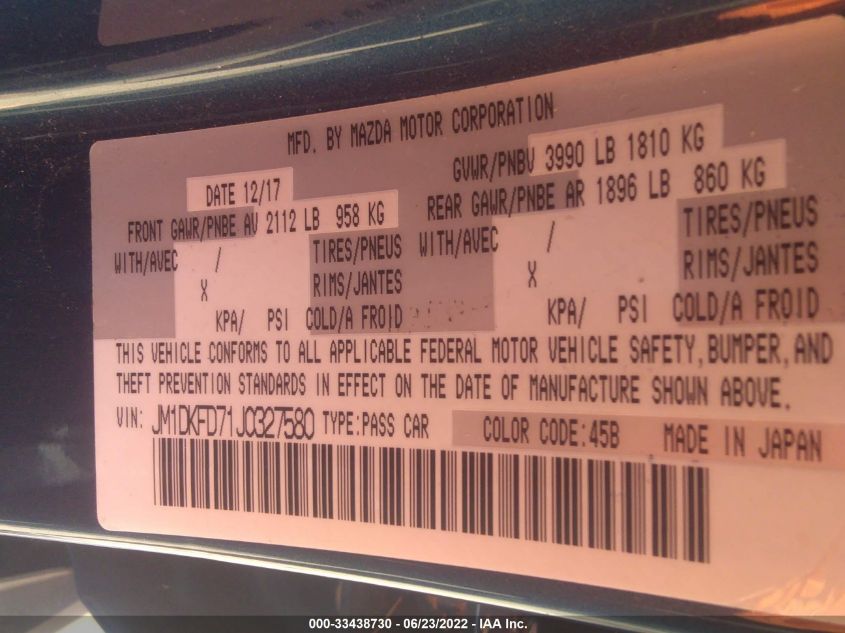 MFD. BY MAZDA MOTOR CORPORATION
DATE 12/17 GVWR/PNBV 3990 LB 1810 KG
FRONT GAWR/PNBE AV 2112 LB 958 KG REAR GAWR/PNBE AR 1896 LB 860 KG
WITH/AVEC / TIRES/PNEUS WITH/AVEC / TIRES/PNEUS
X RIMS/JANTES X RIMS/JANTES
KPA/ PSI COLD/A FROID KPA/ PSI COLD/A FROID
THIS VEHICLE CONFORMS TO ALL APPLICABLE FEDERAL MOTOR VEHICLE SAFETY, BUMPER, AND
THEFT PREVENTION STANDARDS IN EFFECT ON THE DATE OF MANUFACTURE SHOWN ABOVE.
VIN: JM1DKFD71J0327580 TYPE:PASS CAR COLOR CODE:45B MADE IN JAPAN
000-33438730 - 06/23/2022 - IAA Inc.